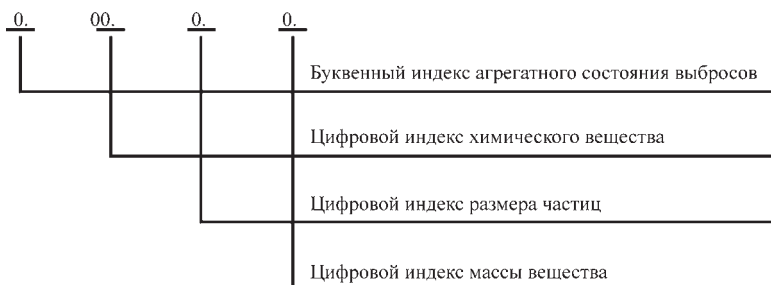 0. 00. 0. 0.
Буквенный индекс агрегатного состояния выбросов
Цифровой индекс химического вещества
Цифровой индекс размера частиц
Цифровой индекс массы вещества